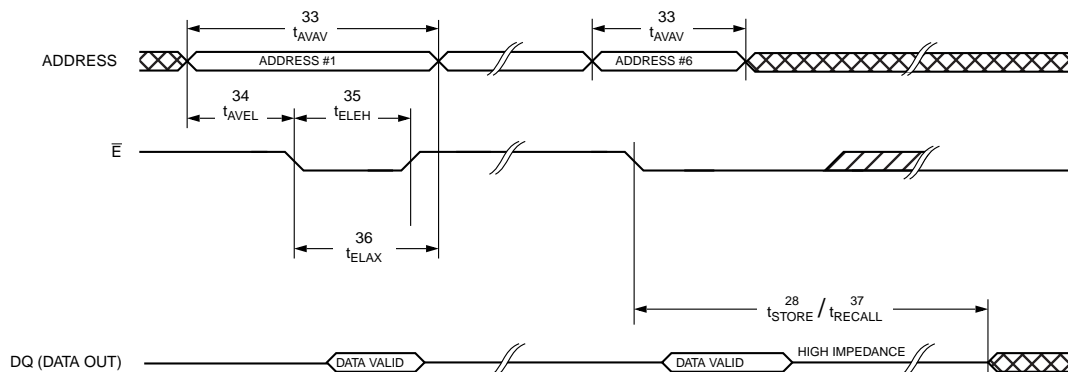 33 33
tAVAV tAVAV
ADDRESS ADDRESS #1 ADDRESS #6
34 35
tAVEL tELEH
E
36
tELAX
28 37
tSTORE / tRECALL
DQ (DATA OUT) DATA VALID DATA VALID HIGH IMPEDANCE